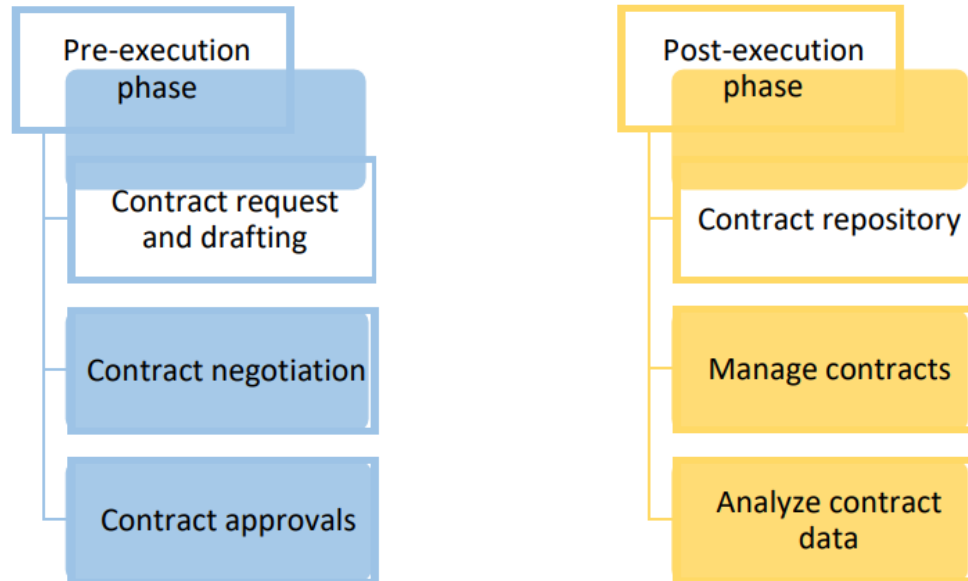 Pre-execution
phase
Contract request
and drafting
Contract negotiation
Contract approvals
Post-execution
phase
Contract repository
Manage contracts
Analyze contract
data